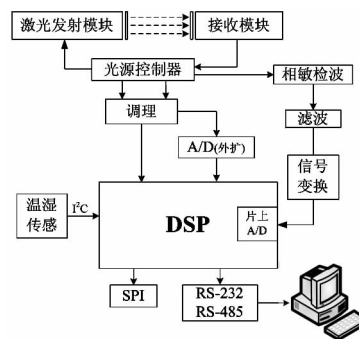 激光发射模块
接收模块
光源控制器
相敏检波
调理
滤波
A/D(外扩)
信号
变换
温湿
传感
I²C
DSP
片上
A/D
SPI
RS-232
RS-485